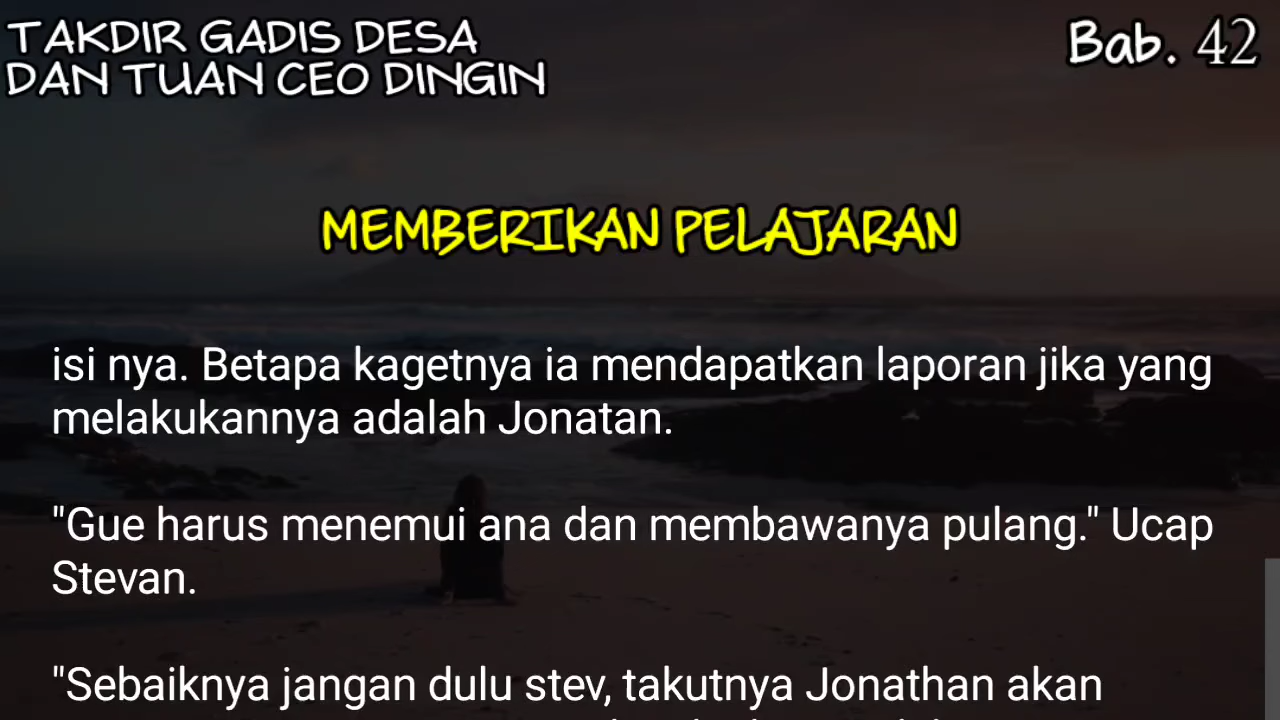 TAKDIR GADIS DESA
DAN TUAN CEO DINGIN
Bab. 42
MEMBERIKAN PELAJARAN
isi nya. Betapa kagetnya ia mendapatkan laporan jika yang
melakukannya adalah Jonatan.
"Gue harus menemui ana dan membawanya pulang." Ucap
Stevan.
"Sebaiknya jangan dulu stev, takutnya Jonathan akan